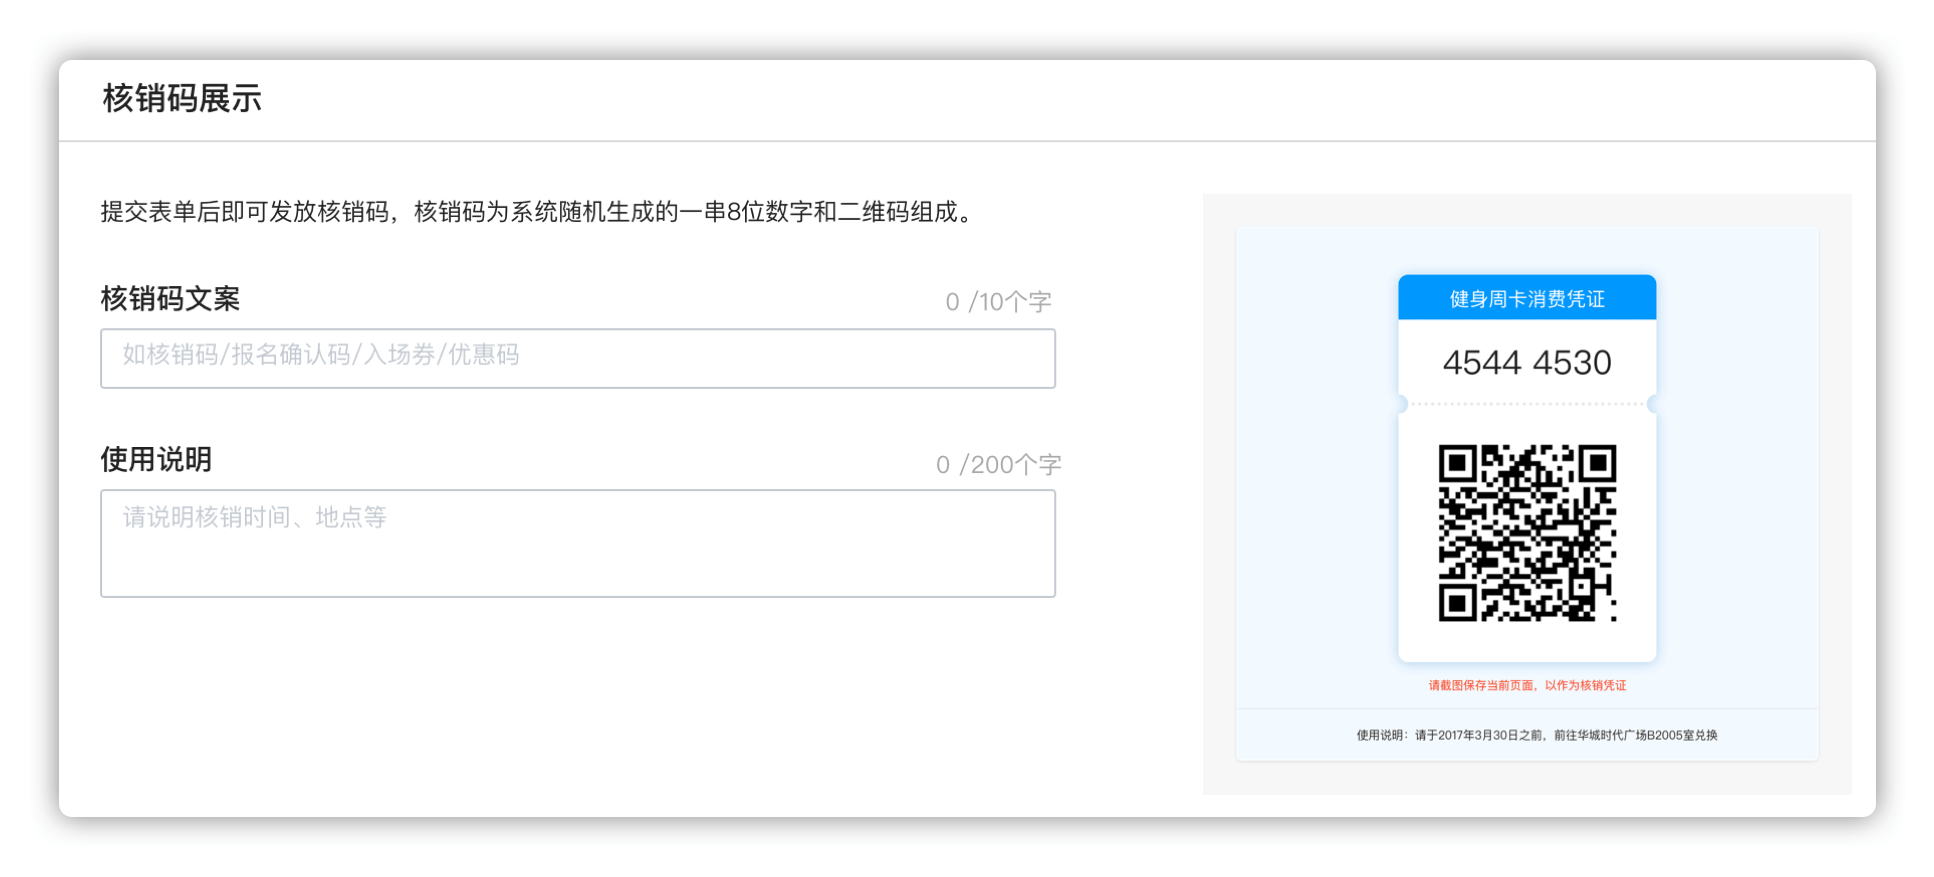 核销码展示
提交表单后即可发放核销码，核销码为系统随机生成的一串8位数字和二维码组成。
核销码文案
0 /10个字
如核销码/报名确认码/入场券/优惠码
使用说明
0 /200个字
请说明核销时间、地点等
健身周卡消费凭证
4544 4530
请截图保存当前页面，以作为核销凭证
使用说明：请于2017年3月30日之前，前往华城时代广场B2005室兑换